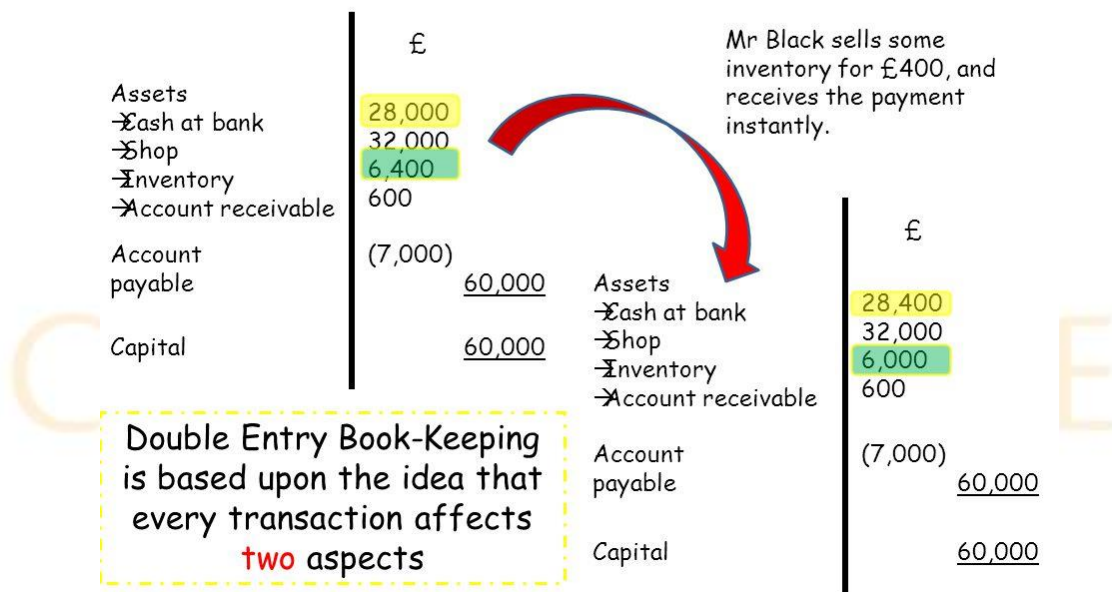 £
Assets
→Cash at bank 28,000
→Shop 32,000
→Inventory 6,400
→Account receivable 600
Account (7,000)
payable 60,000
Capital 60,000
Mr Black sells some
inventory for £400, and
receives the payment
instantly.
£
Assets
→Cash at bank 28,400
→Shop 32,000
→Inventory 6,000
→Account receivable 600
Account (7,000)
payable 60,000
Capital 60,000
Double Entry Book-Keeping
is based upon the idea that
every transaction affects
two aspects